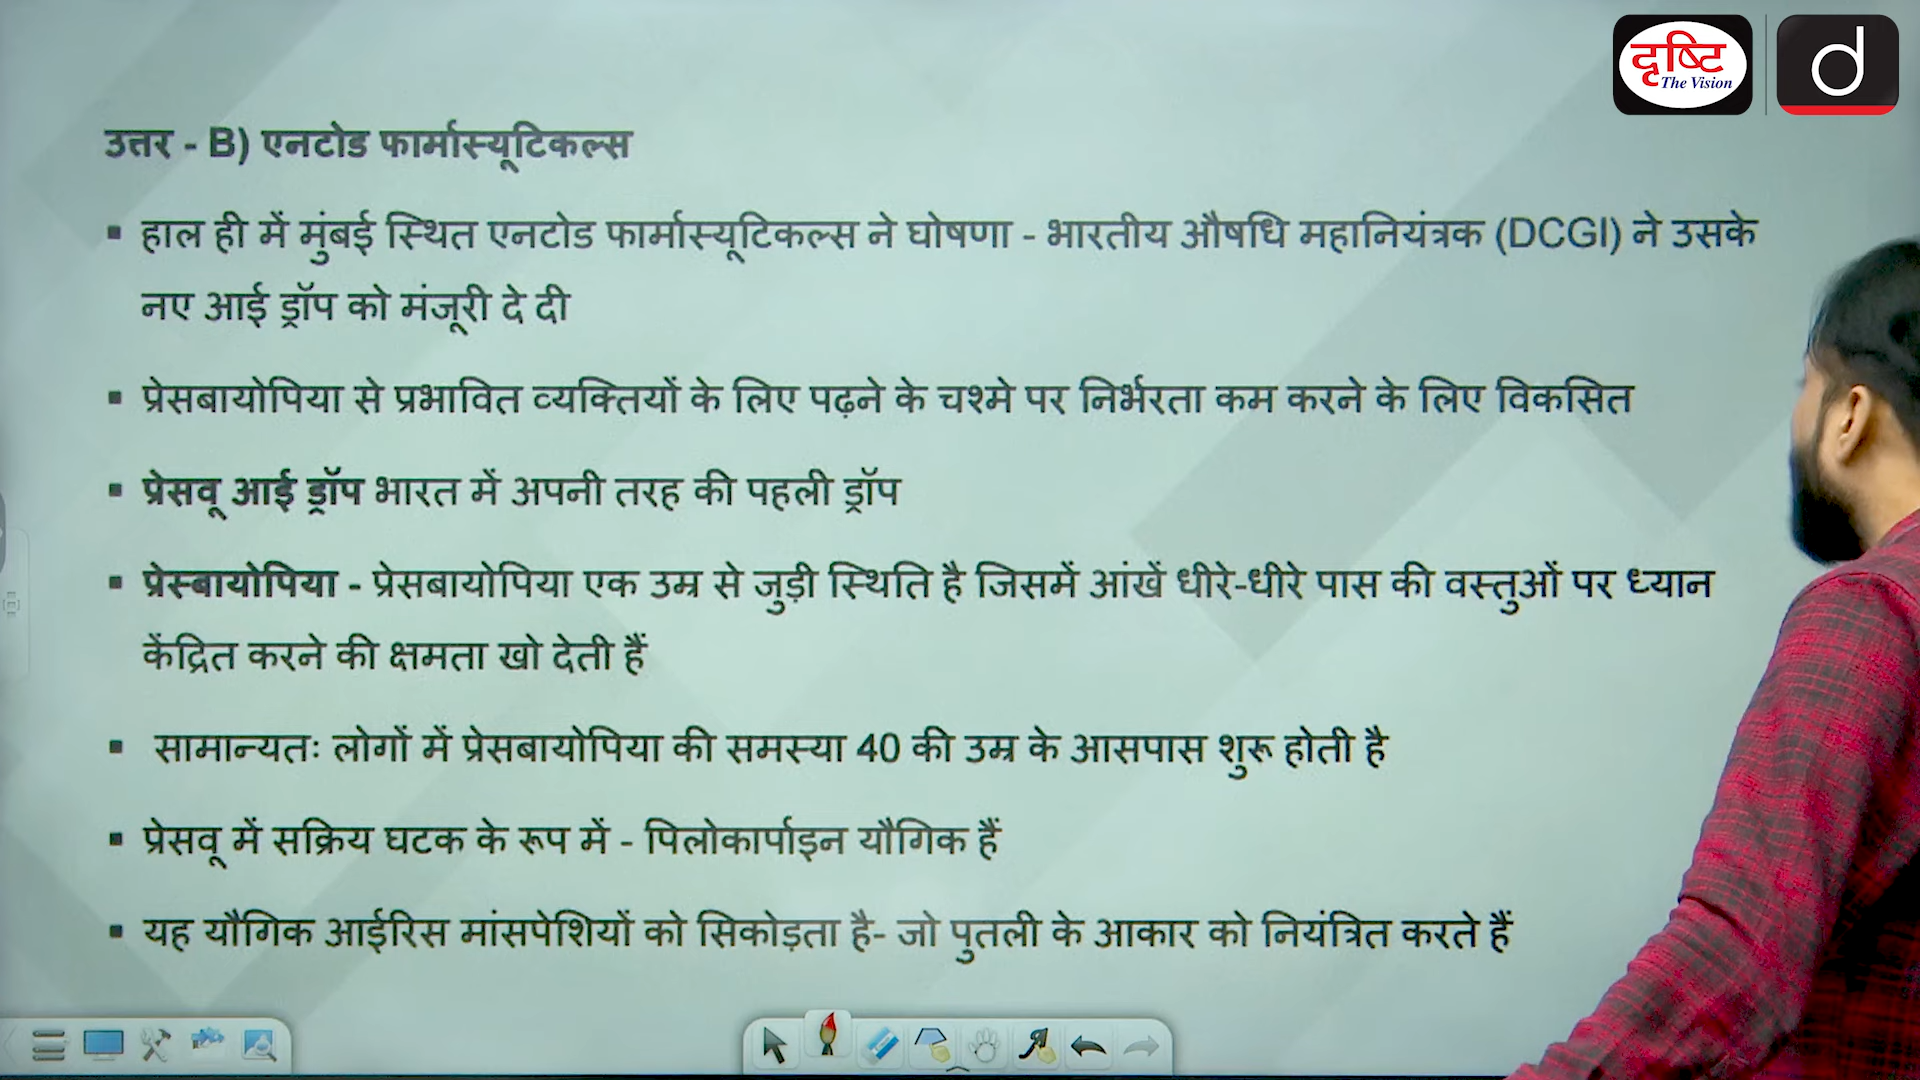 दृष्टि
The Vision
d
उत्तर - B) एनटोड फार्मास्यूटिकल्स
▪ हाल ही में मुंबई स्थित एनटोड फार्मास्यूटिकल्स ने घोषणा - भारतीय औषधि महानियंत्रक (DCGI) ने उसके
नए आई ड्रॉप को मंजूरी दे दी
▪ प्रेसबायोपिया से प्रभावित व्यक्तियों के लिए पढ़ने के चश्मे पर निर्भरता कम करने के लिए विकसित
▪ प्रेसवू आई ड्रॉप भारत में अपनी तरह की पहली ड्रॉप
▪ प्रेस्बायोपिया - प्रेसबायोपिया एक उम्र से जुड़ी स्थिति है जिसमें आंखें धीरे-धीरे पास की वस्तुओं पर ध्यान
केंद्रित करने की क्षमता खो देती हैं
▪ सामान्यतः लोगों में प्रेसबायोपिया की समस्या 40 की उम्र के आसपास शुरू होती है
▪ प्रेसवू में सक्रिय घटक के रूप में - पिलोकार्पाइन यौगिक हैं
▪ यह यौगिक आईरिस मांसपेशियों को सिकोड़ता है- जो पुतली के आकार को नियंत्रित करते हैं